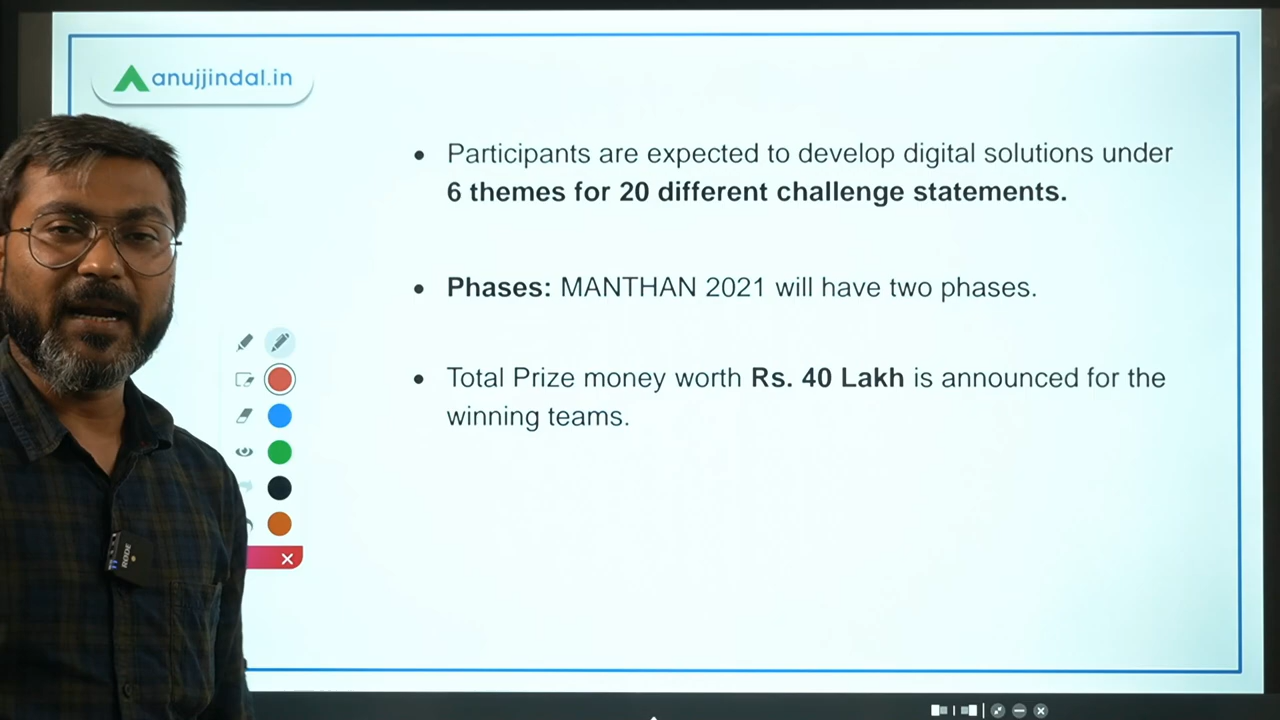 anujjindal.in
• Participants are expected to develop digital solutions under
6 themes for 20 different challenge statements.
• Phases: MANTHAN 2021 will have two phases.
• Total Prize money worth Rs. 40 Lakh is announced for the
winning teams.
RODE